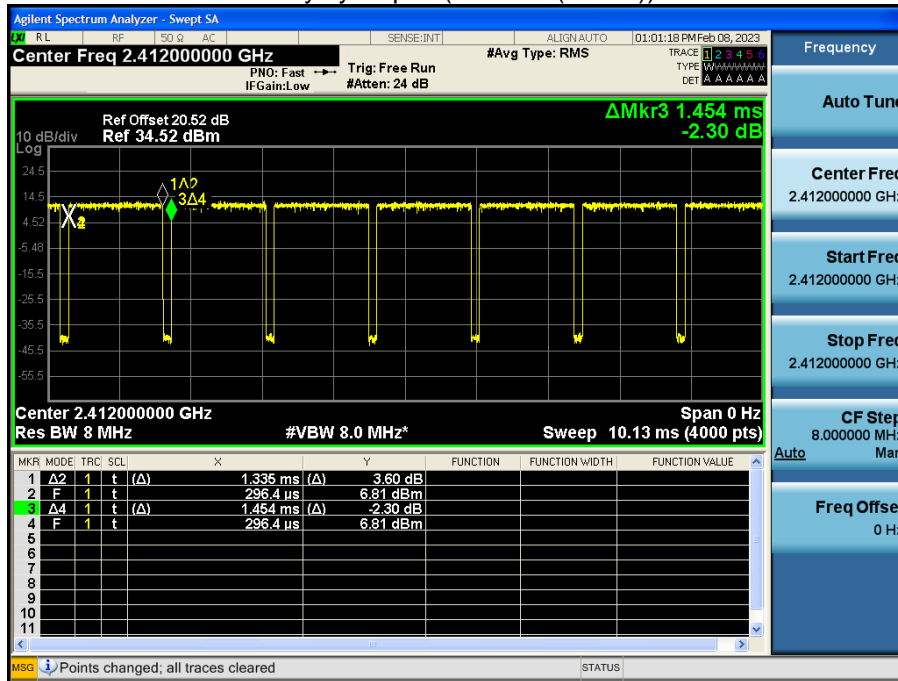 Agilent Spectrum Analyzer - Swept SA
LXI RL RF 50 Ω AC SENSE:INT ALIGN AUTO 01:01:18 PM Feb 08, 2023
Center Freq 2.412000000 GHz
#Avg Type: RMS
TRACE 1 2 3 4 5 6
PNO: Fast Trig: Free Run
TYPE WWWWWW
IFGain:Low #Atten: 24 dB
DET A A A A A A
Frequency
Ref Offset 20.52 dB
ΔMkr3 1.454 ms
10 dB/div Ref 34.52 dBm
-2.30 dB
Log
24.5
14.5
4.52
-5.48
-15.5
-25.5
-35.5
-45.5
-55.5
1Δ2
3Δ4
Center 2.412000000 GHz Span 0 Hz
Res BW 8 MHz #VBW 8.0 MHz* Sweep 10.13 ms (4000 pts)
MKR MODE TRC SCL X Y FUNCTION FUNCTION WIDTH FUNCTION VALUE
1 Δ2 1 t (Δ) 1.335 ms (Δ) 3.60 dB
2 F 1 t 296.4 µs 6.81 dBm
3 Δ4 1 t (Δ) 1.454 ms (Δ) -2.30 dB
4 F 1 t 296.4 µs 6.81 dBm
5
6
7
8
9
10
11
MSG Points changed; all traces cleared STATUS
Auto Tune
Center Freq
2.412000000 GHz
Start Freq
2.412000000 GHz
Stop Freq
2.412000000 GHz
CF Step
8.000000 MHz
Auto Man
Freq Offset
0 Hz